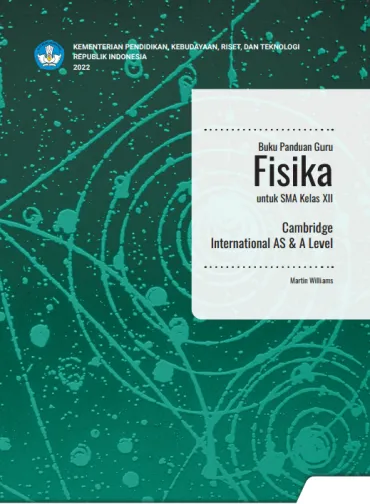 KEMENTERIAN PENDIDIKAN, KEBUDAYAAN, RISET, DAN TEKNOLOGI
REPUBLIK INDONESIA
2022
Buku Panduan Guru
Fisika
untuk SMA Kelas XII
Cambridge
International AS & A Level
Martin Williams